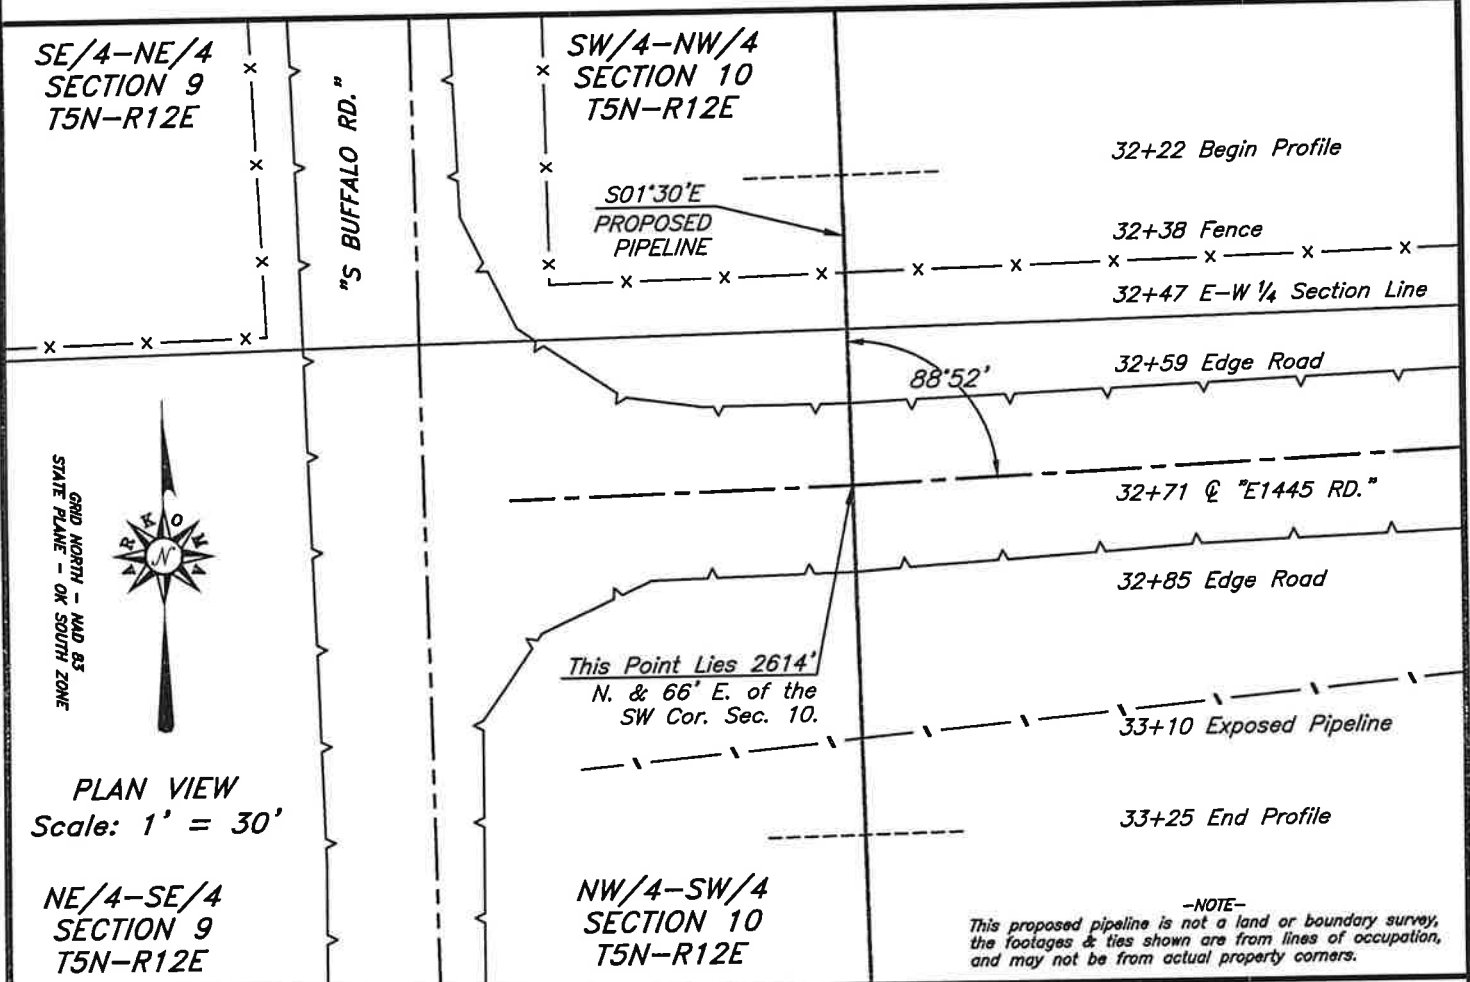 SE/4-NE/4
SECTION 9
T5N-R12E
"S BUFFALO RD."
SW/4-NW/4
SECTION 10
T5N-R12E
S01°30'E
PROPOSED
PIPELINE
32+22 Begin Profile
32+38 Fence
32+47 E-W ¼ Section Line
32+59 Edge Road
88°52'
32+71 ℄ "E1445 RD."
32+85 Edge Road
This Point Lies 2614'
N. & 66' E. of the
SW Cor. Sec. 10.
33+10 Exposed Pipeline
33+25 End Profile
GRID NORTH - NAD 83
STATE PLANE - OK SOUTH ZONE
ARKOMA
N
PLAN VIEW
Scale: 1' = 30'
NE/4-SE/4
SECTION 9
T5N-R12E
NW/4-SW/4
SECTION 10
T5N-R12E
-NOTE-
This proposed pipeline is not a land or boundary survey,
the footages & ties shown are from lines of occupation,
and may not be from actual property corners.